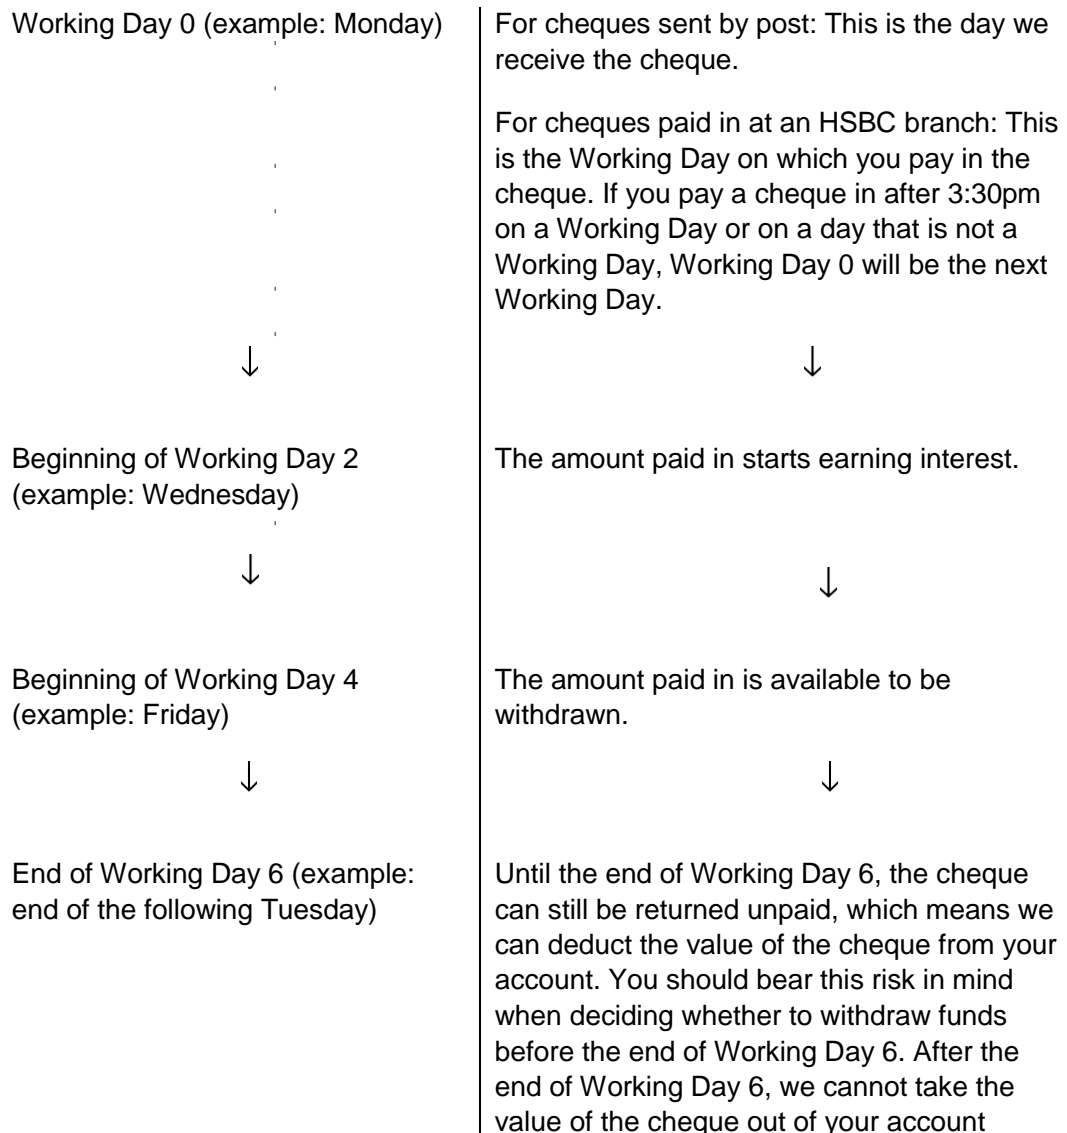 Working Day 0 (example: Monday)
For cheques sent by post: This is the day we
receive the cheque.
For cheques paid in at an HSBC branch: This
is the Working Day on which you pay in the
cheque. If you pay a cheque in after 3:30pm
on a Working Day or on a day that is not a
Working Day, Working Day 0 will be the next
Working Day.
↓
↓
Beginning of Working Day 2
(example: Wednesday)
The amount paid in starts earning interest.
↓
↓
Beginning of Working Day 4
(example: Friday)
The amount paid in is available to be
withdrawn.
↓
↓
End of Working Day 6 (example:
end of the following Tuesday)
Until the end of Working Day 6, the cheque
can still be returned unpaid, which means we
can deduct the value of the cheque from your
account. You should bear this risk in mind
when deciding whether to withdraw funds
before the end of Working Day 6. After the
end of Working Day 6, we cannot take the
value of the cheque out of your account